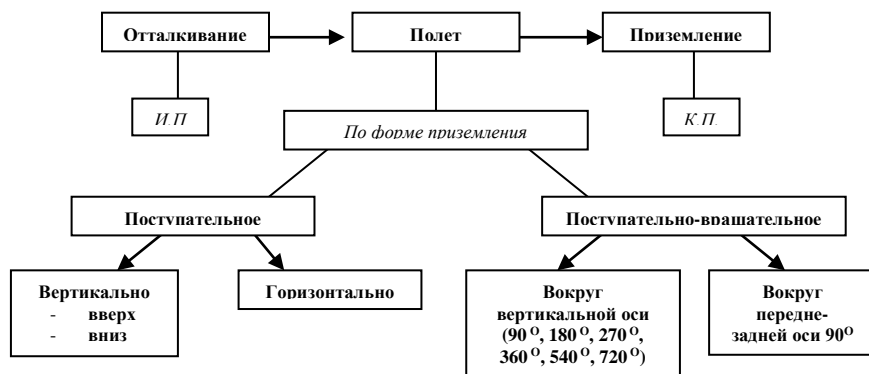 Отталкивание
Полет
Приземление
И.П
К.П.
По форме приземления
Поступательное
Поступательно-вращательное
Вертикально
- вверх
- вниз
Горизонтально
Вокруг
вертикальной оси
(90 О, 180 О, 270 О,
360 О, 540 О, 720 О)
Вокруг
передне-
задней оси 90О